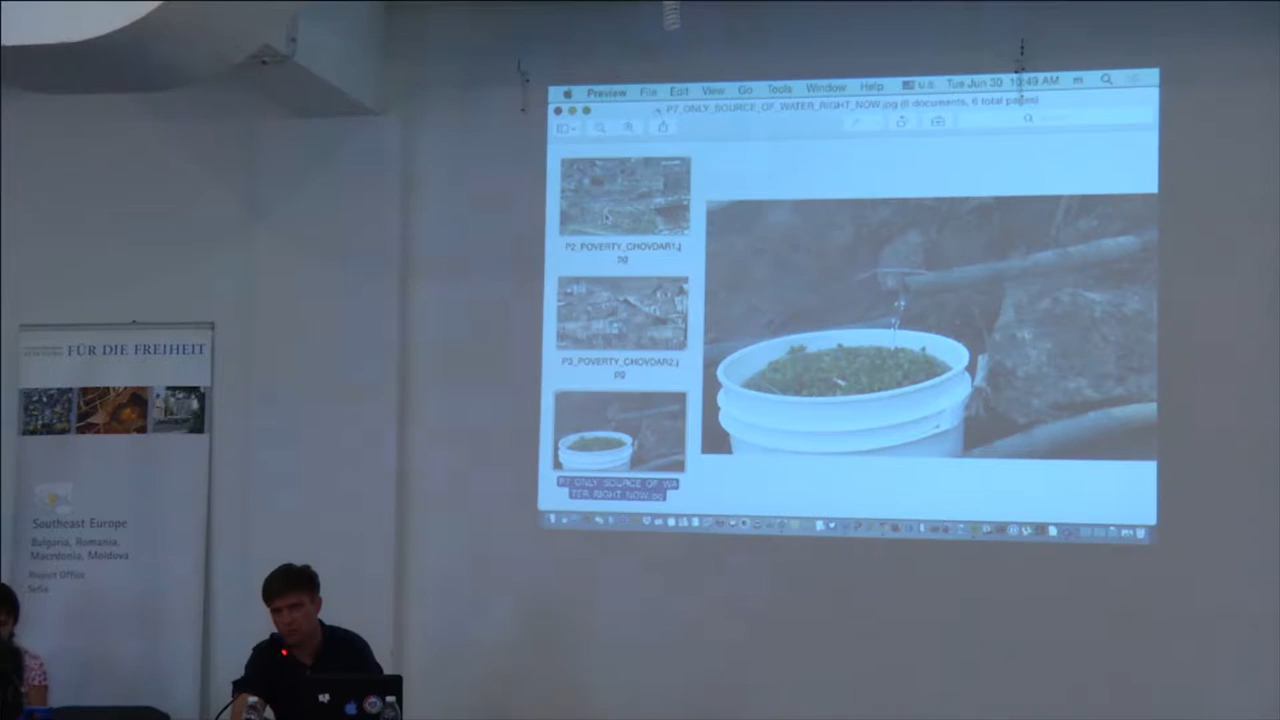 Preview File Edit View Go Tools Window Help U.S. Tue Jun 30 10:49 AM
P7_ONLY_SOURCE_OF_WATER_RIGHT_NOW.jpg (6 documents, 6 total pages)
P2_POVERTY_CHOVDAR1.j
pg
P3_POVERTY_CHOVDAR2.j
pg
P7_ONLY_SOURCE_OF_WA
TER_RIGHT_NOW.jpg
FÜR DIE FREIHEIT
Southeast Europe
Bulgaria, Romania,
Macedonia, Moldova
Project Office
Sofia